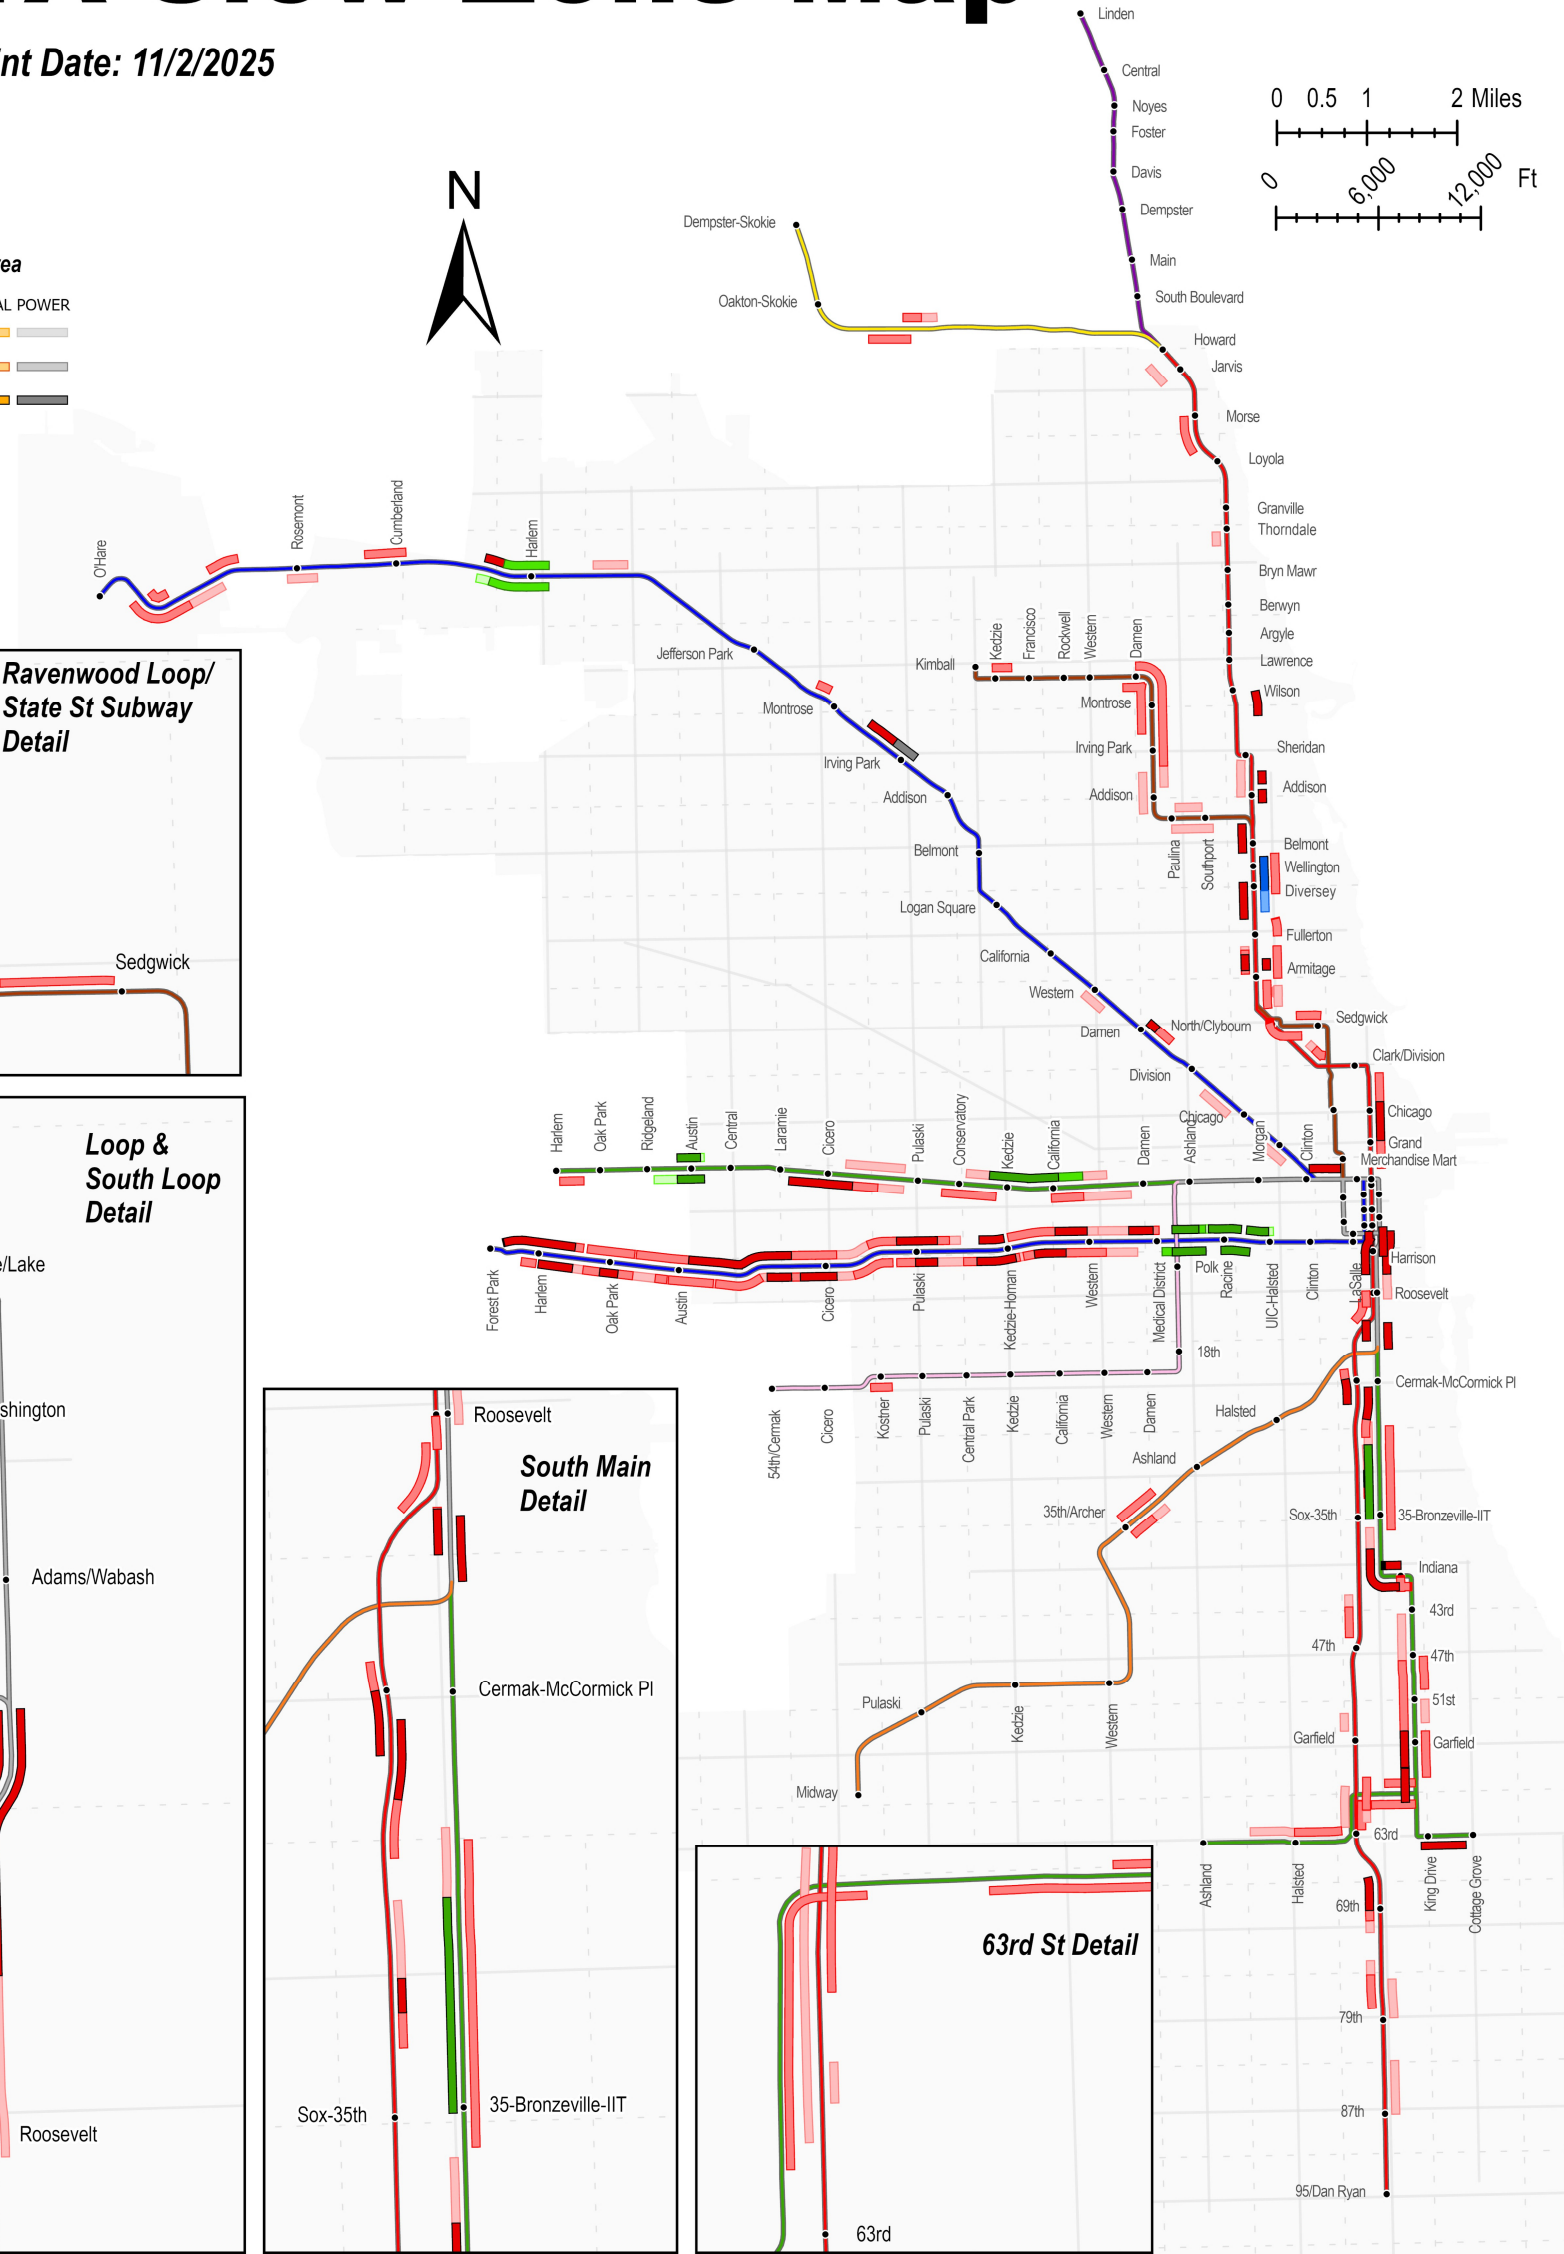 Slow Zone Map
nt Date: 11/2/2025
ea
AL POWER
N
0 0.5 1 2 Miles
0 6,000 12,000 Ft
Linden
Central
Noyes
Foster
Davis
Dempster
Main
South Boulevard
Howard
Jarvis
Morse
Loyola
Granville
Thorndale
Bryn Mawr
Berwyn
Argyle
Lawrence
Wilson
Sheridan
Addison
Belmont
Wellington
Diversey
Fullerton
Armitage
Sedgwick
North/Clybourn
Clark/Division
Chicago
Grand
Merchandise Mart
Dempster-Skokie
Oakton-Skokie
O'Hare
Rosemont
Cumberland
Harlem
Jefferson Park
Montrose
Irving Park
Addison
Belmont
Logan Square
California
Western
Damen
Division
Chicago
Kimball
Kedzie
Francisco
Rockwell
Western
Damen
Montrose
Irving Park
Addison
Paulina
Southport
Harlem
Oak Park
Ridgeland
Austin
Central
Laramie
Cicero
Pulaski
Conservatory
Kedzie
California
Damen
Ashland
Morgan
Clinton
Forest Park
Harlem
Oak Park
Austin
Cicero
Pulaski
Kedzie-Homan
Western
Medical District
Polk
Racine
UIC-Halsted
Clinton
LaSalle
Harrison
Roosevelt
18th
54th/Cermak
Cicero
Kostner
Pulaski
Central Park
Kedzie
California
Western
Damen
Cermak-McCormick Pl
Halsted
Ashland
35th/Archer
Western
Kedzie
Pulaski
Midway
Sox-35th
35-Bronzeville-IIT
Indiana
43rd
47th
47th
51st
Garfield
Garfield
63rd
Ashland
Halsted
King Drive
Cottage Grove
69th
79th
87th
95/Dan Ryan
Ravenwood Loop/
State St Subway
Detail
Sedgwick
Loop &
South Loop
Detail
/Lake
shington
Adams/Wabash
Roosevelt
South Main
Detail
Roosevelt
Cermak-McCormick Pl
Sox-35th
35-Bronzeville-IIT
63rd St Detail
63rd